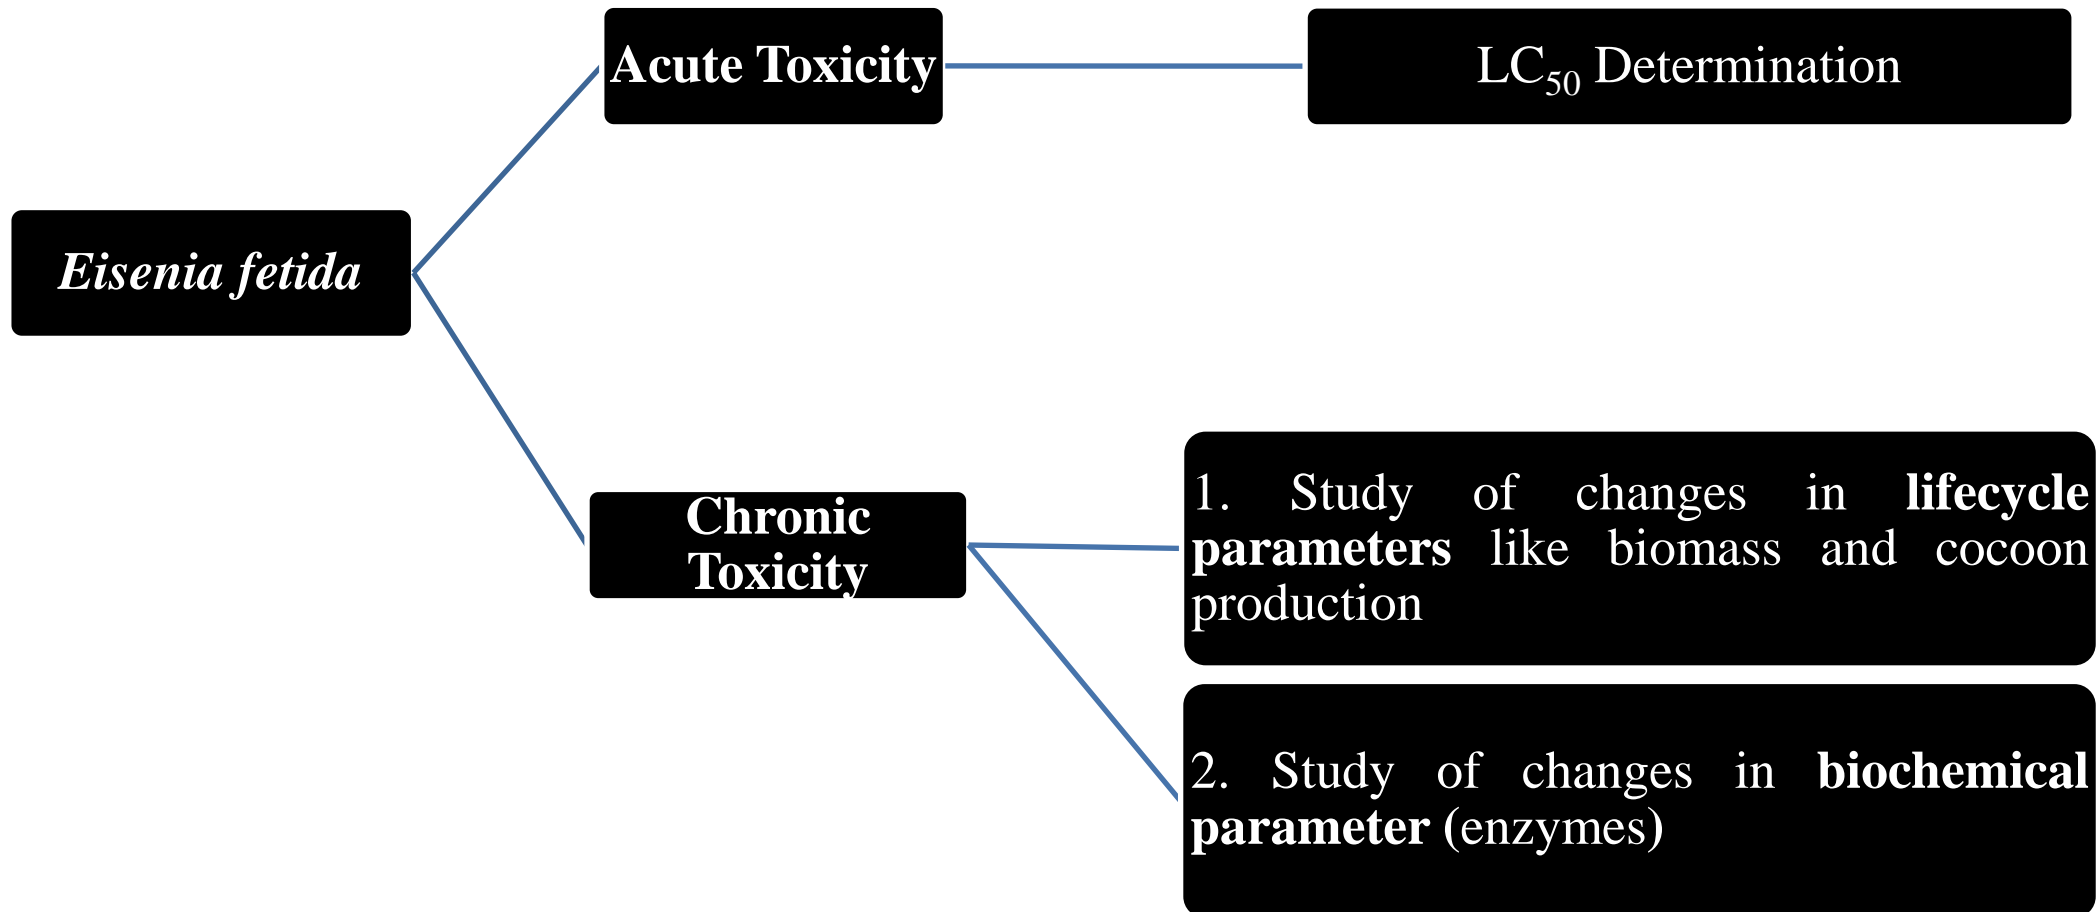 Acute Toxicity
LC50 Determination
Eisenia fetida
Chronic
Toxicity
1. Study of changes in lifecycle
parameters like biomass and cocoon
production
2. Study of changes in biochemical
parameter (enzymes)